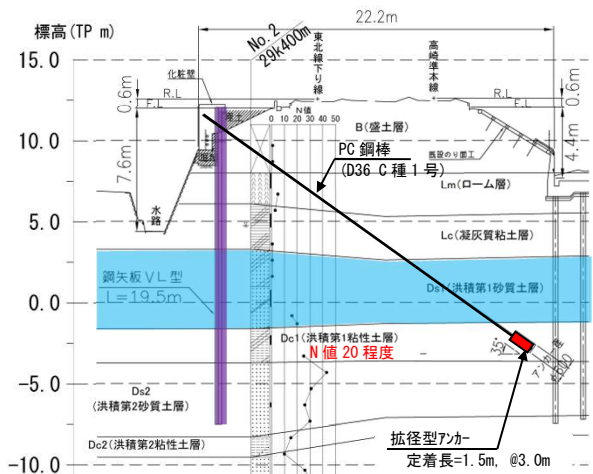 標高(TP m)
15.0
10.0
5.0
0.0
-5.0
-10.0
22.2m
No.2
29k400m
東北線下り線
高崎準本線
化粧壁
R.L
F.L
R.L
F.L
0.6m
7.6m
0.6m
4.4m
N値
0 10 20 30 40 50
B(盛土層)
PC鋼棒
(D36 C種1号)
既設のり面工
Lm(ローム層)
Lc(凝灰質粘土層)
水路
鋼矢板ⅤL型
L=19.5m
Ds1(洪積第1砂質土層)
Dc1(洪積第1粘性土層)
N値20程度
35°
アンカー径
φ600
Ds2
(洪積第2砂質土層)
Dc2(洪積第2粘性土層)
拡径型アンカー
定着長=1.5m, @3.0m